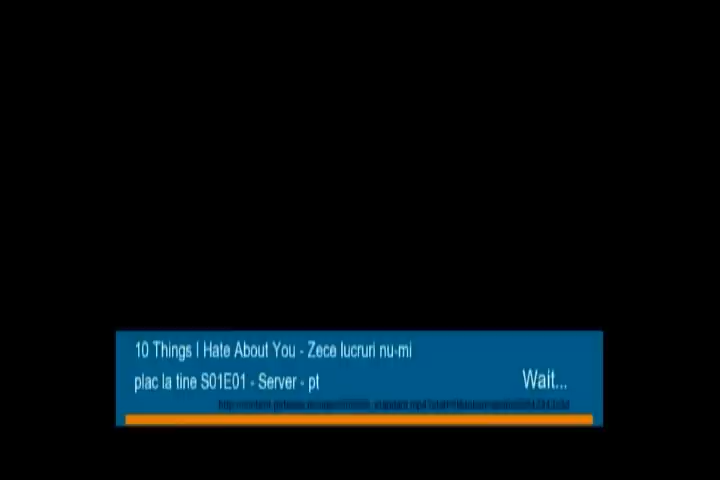 10 Things I Hate About You - Zece lucruri nu-mi
plac la tine S01E01 - Server - pt
Wait...